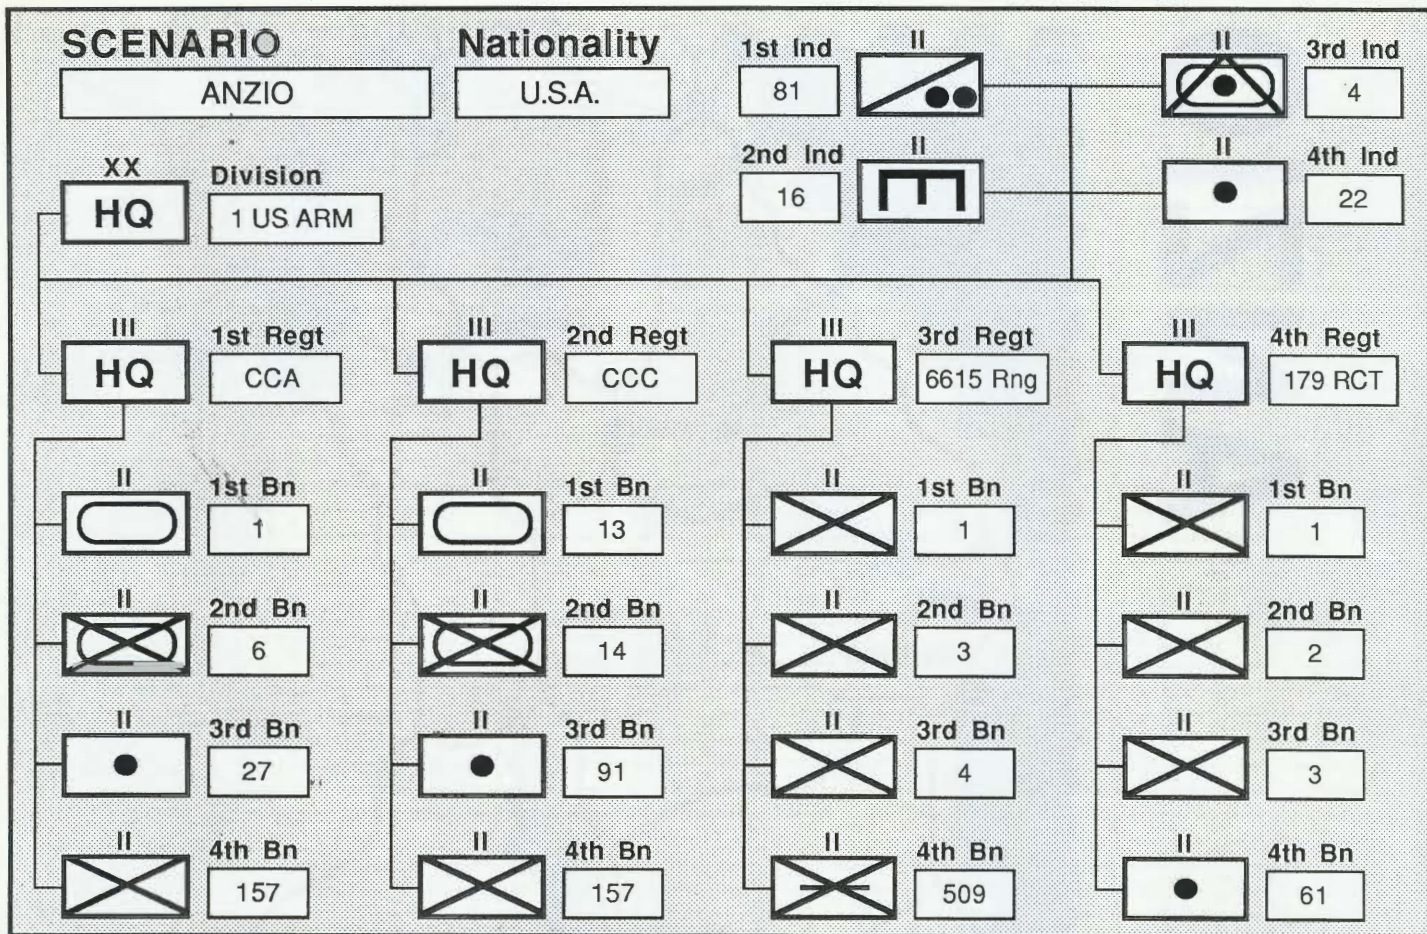 SCENARIO
ANZIO
Nationality
U.S.A.
1st Ind
81
II
II
3rd Ind
4
2nd Ind
16
II
II
4th Ind
22
XX
HQ
Division
1 US ARM
III
HQ
1st Regt
CCA
III
HQ
2nd Regt
CCC
III
HQ
3rd Regt
6615 Rng
III
HQ
4th Regt
179 RCT
II
1st Bn
1
II
1st Bn
13
II
1st Bn
1
II
1st Bn
1
II
2nd Bn
6
II
2nd Bn
14
II
2nd Bn
3
II
2nd Bn
2
II
3rd Bn
27
II
3rd Bn
91
II
3rd Bn
4
II
3rd Bn
3
II
4th Bn
157
II
4th Bn
157
II
4th Bn
509
II
4th Bn
61